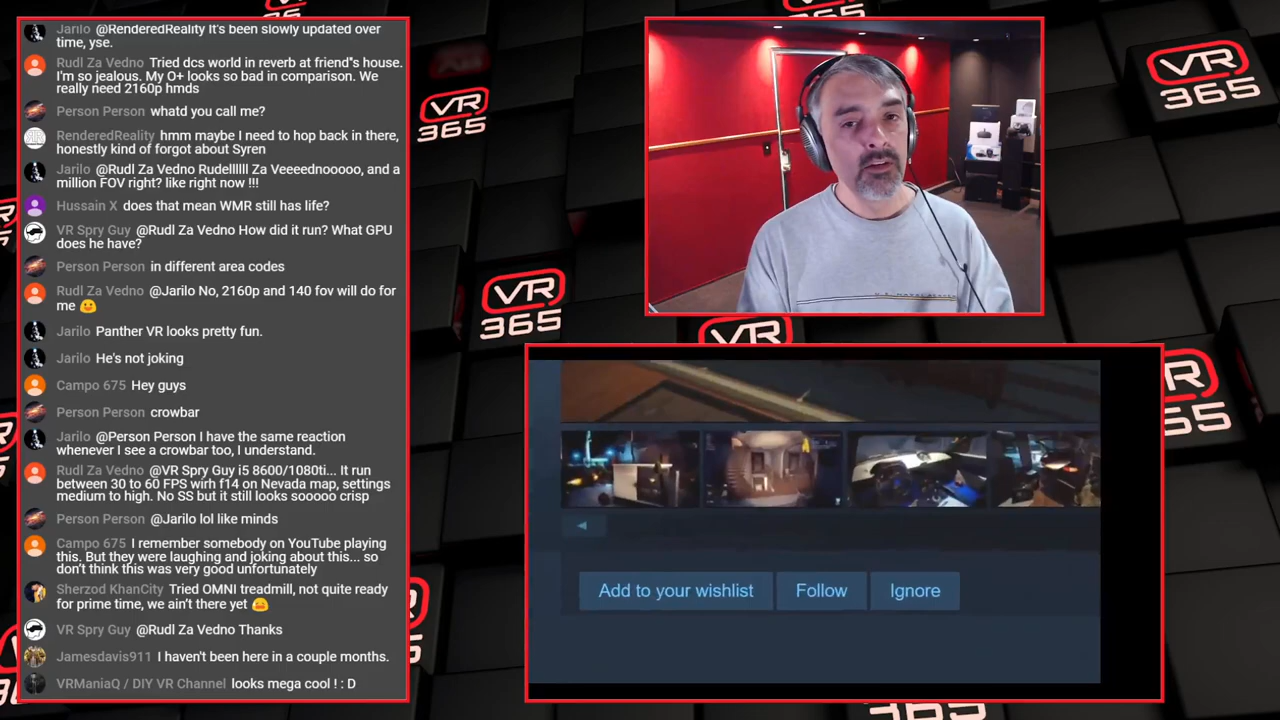 Jarilo @RenderedReality It's been slowly updated over
time, yse.
Rudl Za Vedno Tried dcs world in reverb at friend"s house.
I'm so jealous. My O+ looks so bad in comparison. We
really need 2160p hmds
Person Person whatd you call me?
RenderedReality hmm maybe I need to hop back in there,
honestly kind of forgot about Syren
Jarilo @Rudl Za Vedno Rudelllll Za Veeeednooooo, and a
million FOV right? like right now !!!
Hussain X does that mean WMR still has life?
VR Spry Guy @Rudl Za Vedno How did it run? What GPU
does he have?
Person Person in different area codes
Rudl Za Vedno @Jarilo No, 2160p and 140 fov will do for
me 🙂
Jarilo Panther VR looks pretty fun.
Jarilo He's not joking
Campo 675 Hey guys
Person Person crowbar
Jarilo @Person Person I have the same reaction
whenever I see a crowbar too, I understand.
Rudl Za Vedno @VR Spry Guy i5 8600/1080ti... It run
between 30 to 60 FPS wirh f14 on Nevada map, settings
medium to high. No SS but it still looks sooooo crisp
Person Person @Jarilo lol like minds
Campo 675 I remember somebody on YouTube playing
this. But they were laughing and joking about this... so
don't think this was very good unfortunately
Sherzod KhanCity Tried OMNI treadmill, not quite ready
for prime time, we ain't there yet 😩
VR Spry Guy @Rudl Za Vedno Thanks
Jamesdavis911 I haven't been here in a couple months.
VRManiaQ / DIY VR Channel looks mega cool ! : D
VR
365
VR
365
VR
365
VR
365
VR
365
Add to your wishlist
Follow
Ignore